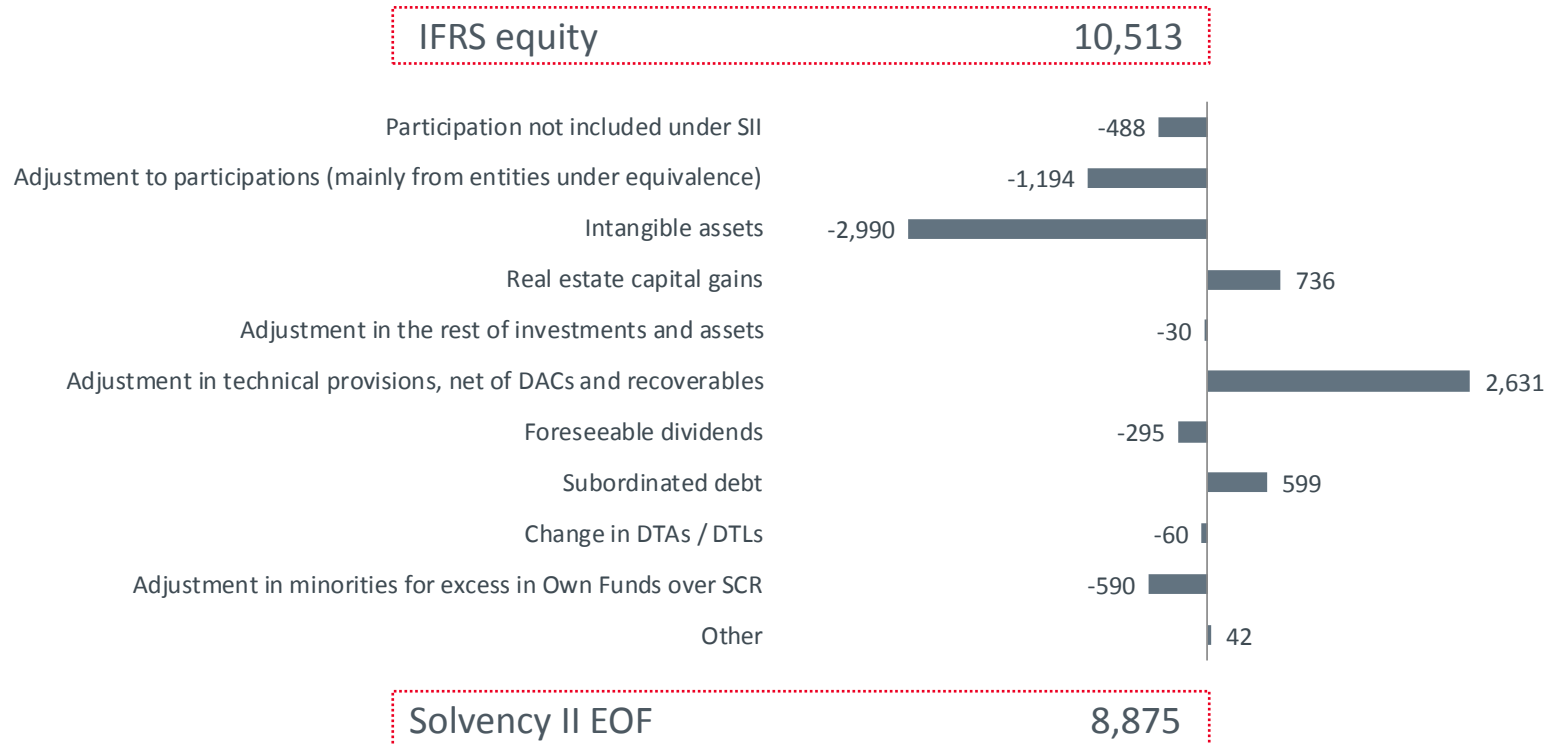 IFRS equity 10,513
Participation not included under SII -488
Adjustment to participations (mainly from entities under equivalence) -1,194
Intangible assets -2,990
Real estate capital gains 736
Adjustment in the rest of investments and assets -30
Adjustment in technical provisions, net of DACs and recoverables 2,631
Foreseeable dividends -295
Subordinated debt 599
Change in DTAs / DTLs -60
Adjustment in minorities for excess in Own Funds over SCR -590
Other 42
Solvency II EOF 8,875